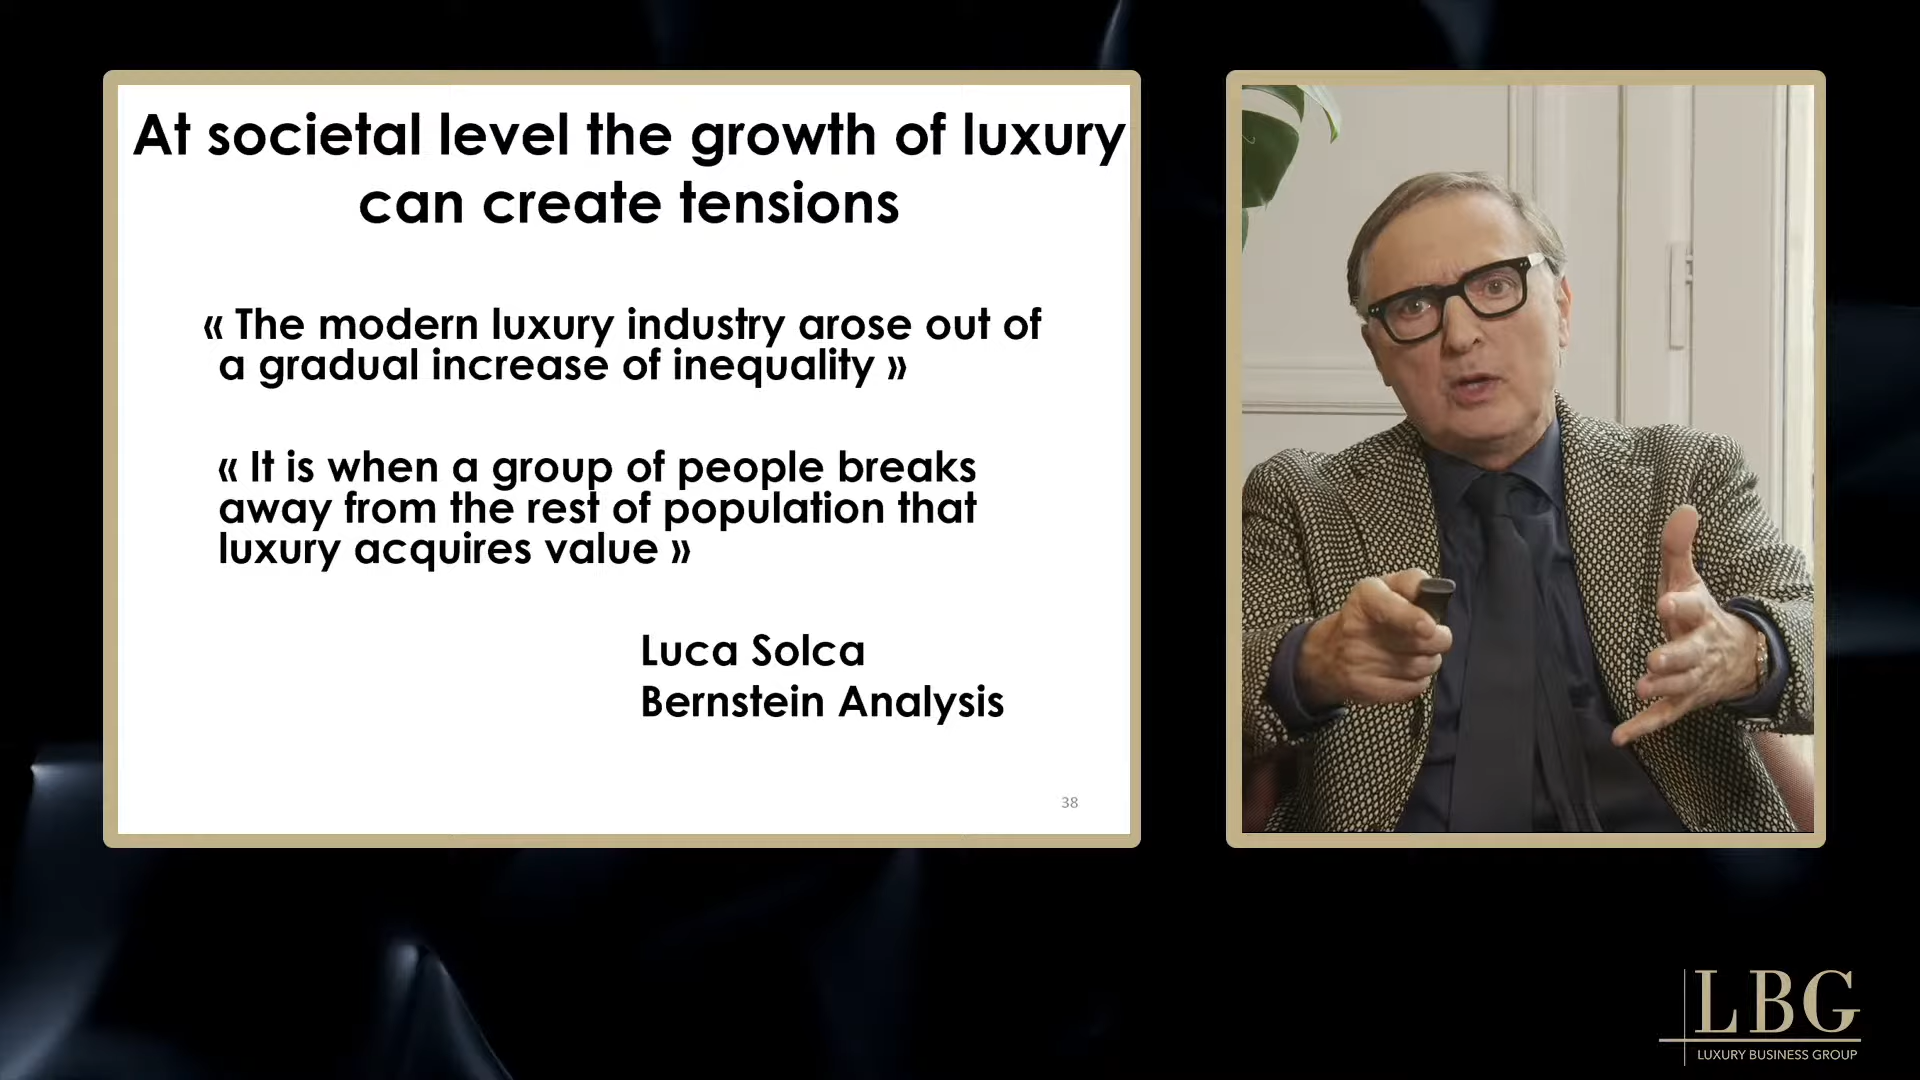 At societal level the growth of luxury
can create tensions
« The modern luxury industry arose out of
a gradual increase of inequality »
« It is when a group of people breaks
away from the rest of population that
luxury acquires value »
Luca Solca
Bernstein Analysis
38
LBG
LUXURY BUSINESS GROUP